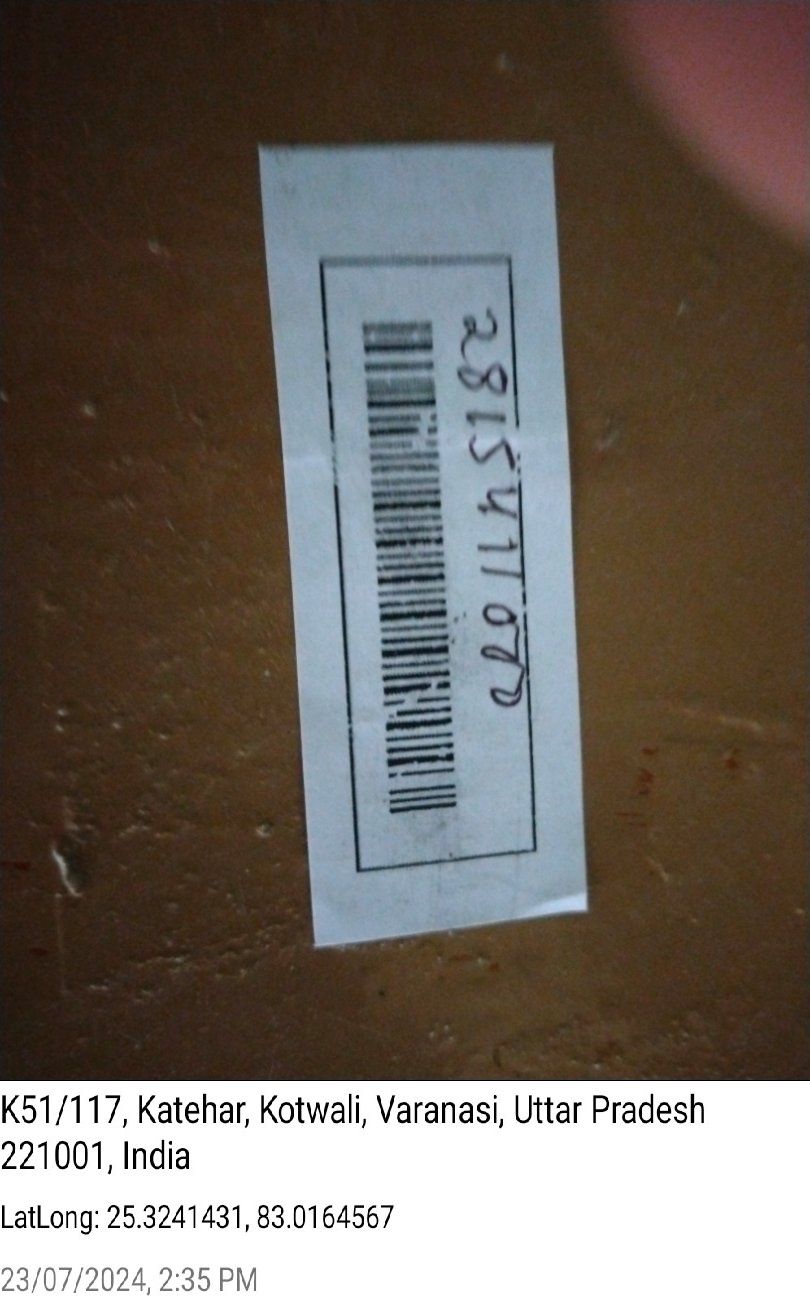 K51/117, Katehar, Kotwali, Varanasi, Uttar Pradesh
221001, India
LatLong: 25.3241431, 83.0164567
23/07/2024, 2:35 PM